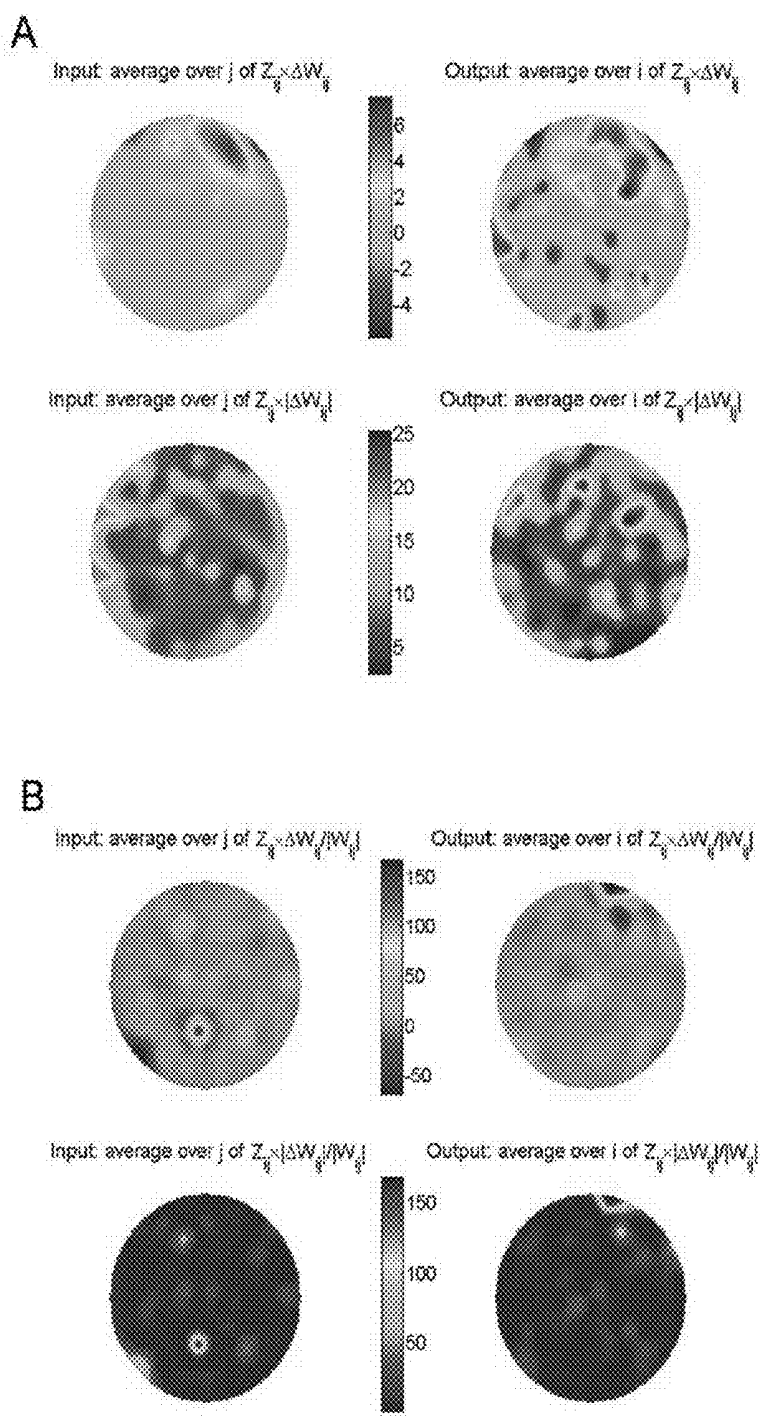 A
Input: average over j of Z_ij×ΔW_ij
Output: average over i of Z_ij×ΔW_ij
6
4
2
0
-2
-4
Input: average over j of Z_ij×|ΔW_ij|
Output: average over i of Z_ij×|ΔW_ij|
25
20
15
10
5
B
Input: average over j of Z_ij×ΔW_ij/|W_ij|
Output: average over i of Z_ij×ΔW_ij/|W_ij|
150
100
50
0
-50
Input: average over j of Z_ij×|ΔW_ij|/|W_ij|
Output: average over i of Z_ij×|ΔW_ij|/|W_ij|
150
100
50